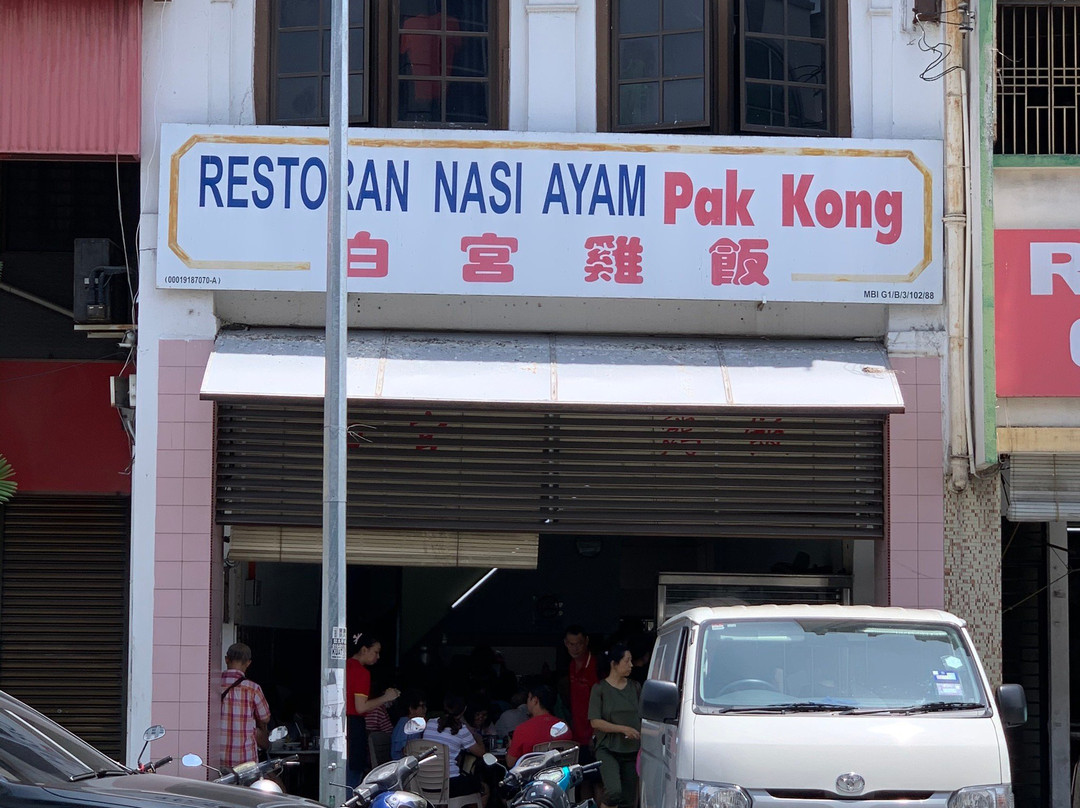 RESTORAN NASI AYAM Pak Kong
白宮雞飯
(00019187070-A)
MBI G1/B/3/102/88
R